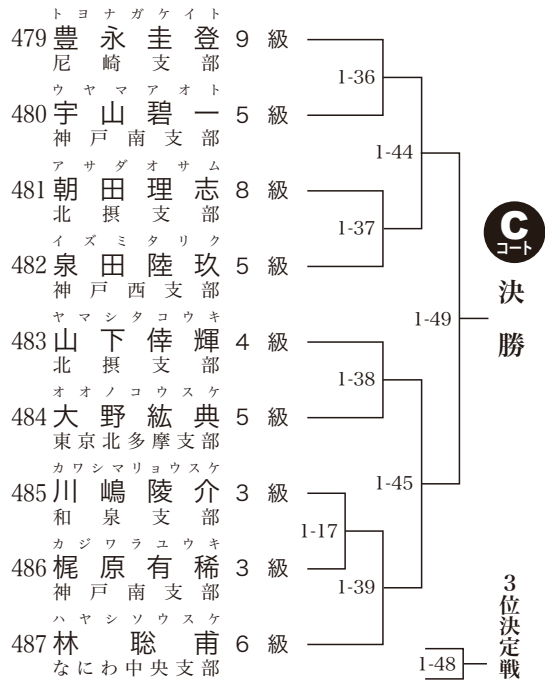 トヨナガケイト
479 豊永圭登 9級
尼崎支部
ウヤマアオト
480 宇山碧一 5級
神戸南支部
アサダオサム
481 朝田理志 8級
北摂支部
イズミタリク
482 泉田陸玖 5級
神戸西支部
ヤマシタコウキ
483 山下倖輝 4級
北摂支部
オオノコウスケ
484 大野紘典 5級
東京北多摩支部
カワシマリョウスケ
485 川嶋陵介 3級
和泉支部
カジワラユウキ
486 梶原有稀 3級
神戸南支部
ハヤシソウスケ
487 林聡甫 6級
なにわ中央支部
1-36
1-44
1-37
1-49
1-38
1-45
1-17
1-39
C
コート
決勝
3位決定戦
1-48